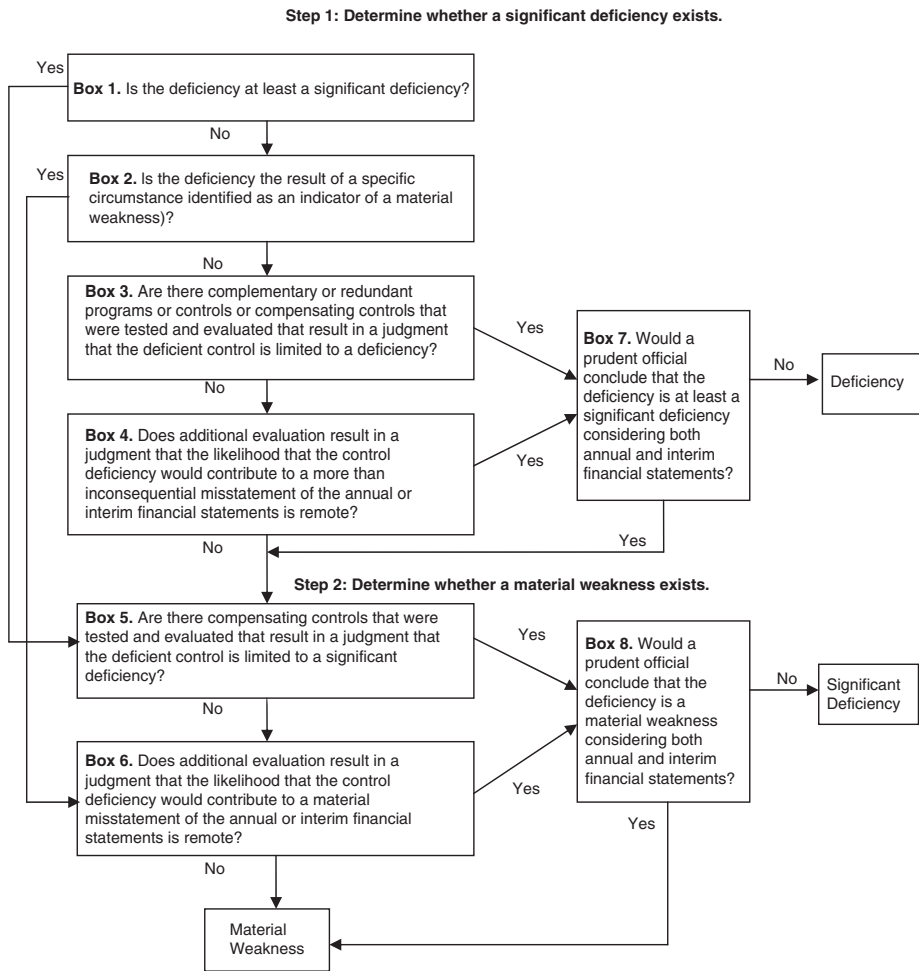 Step 1: Determine whether a significant deficiency exists.
Yes
Box 1. Is the deficiency at least a significant deficiency?
No
Yes
Box 2. Is the deficiency the result of a specific
circumstance identified as an indicator of a material
weakness)?
No
Box 3. Are there complementary or redundant
programs or controls or compensating controls that
were tested and evaluated that result in a judgment
that the deficient control is limited to a deficiency?
Yes
No
Box 4. Does additional evaluation result in a
judgment that the likelihood that the control
deficiency would contribute to a more than
inconsequential misstatement of the annual or
interim financial statements is remote?
Yes
No
Box 7. Would a
prudent official
conclude that the
deficiency is at least a
significant deficiency
considering both
annual and interim
financial statements?
No
Deficiency
Yes
Step 2: Determine whether a material weakness exists.
Box 5. Are there compensating controls that were
tested and evaluated that result in a judgment that
the deficient control is limited to a significant
deficiency?
Yes
No
Box 6. Does additional evaluation result in a
judgment that the likelihood that the control
deficiency would contribute to a material
misstatement of the annual or interim financial
statements is remote?
Yes
No
Box 8. Would a
prudent official
conclude that the
deficiency is a
material weakness
considering both
annual and interim
financial statements?
No
Significant
Deficiency
Yes
Material
Weakness